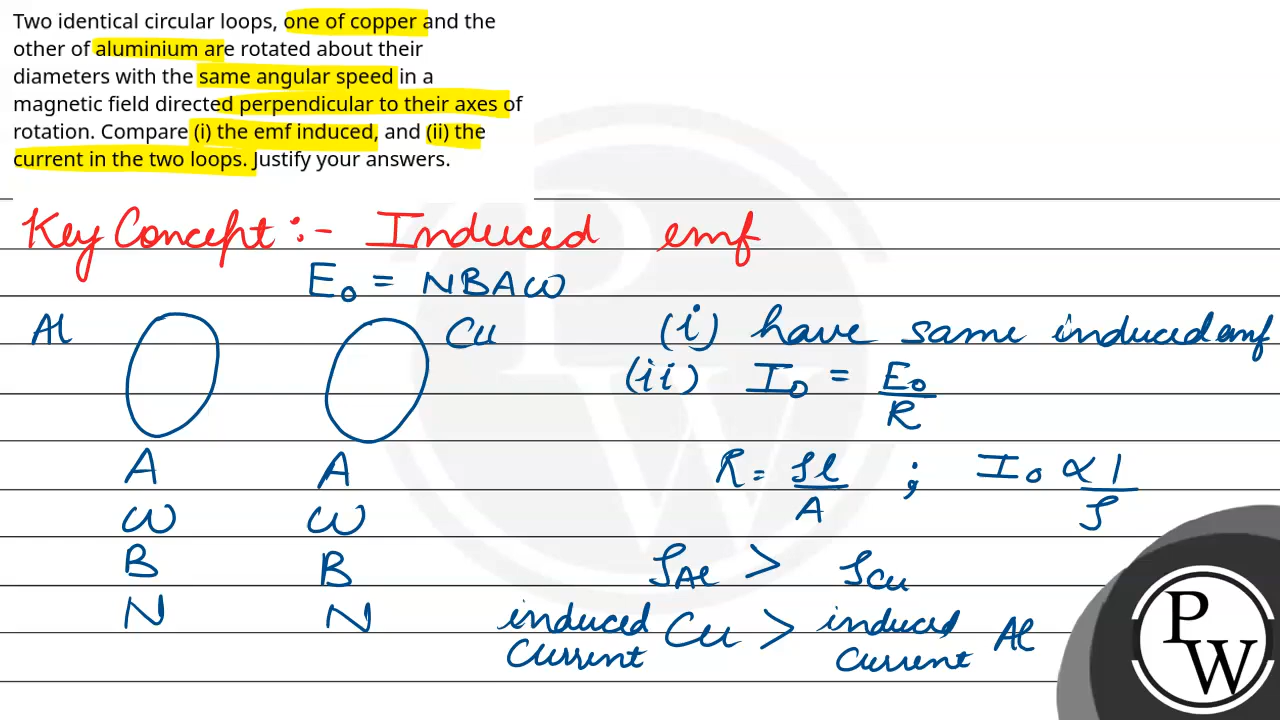 Two identical circular loops, one of copper and the
other of aluminium are rotated about their
diameters with the same angular speed in a
magnetic field directed perpendicular to their axes of
rotation. Compare (i) the emf induced, and (ii) the
current in the two loops. Justify your answers.
Key Concept :- Induced emf
E₀ = NBAω
Al Cu
A A
ω ω
B B
N N
(i) have same induced emf
(ii) I₀ = E₀/R
R = ρl/A ; I₀ ∝ 1/ρ
ρAl > ρCu
induced current Cu > induced current Al
PW
PW